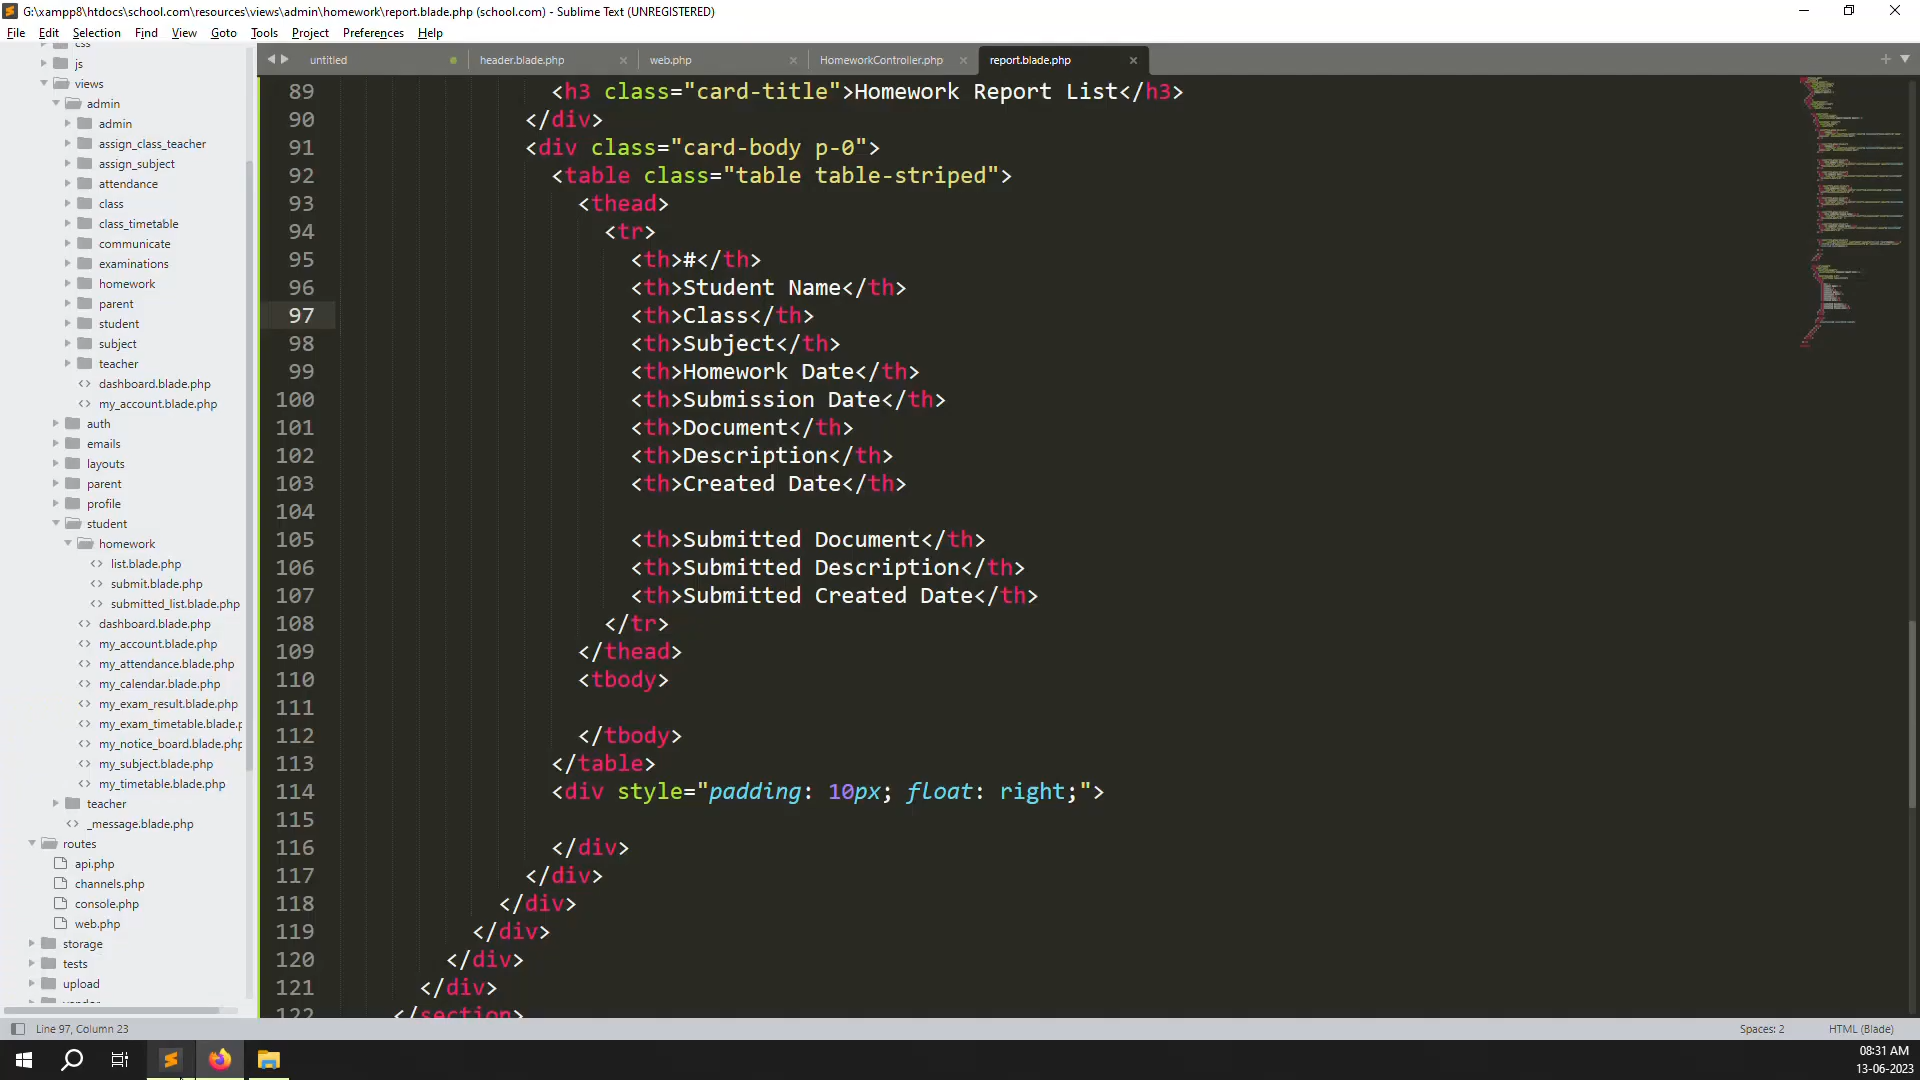 G:\xampp8\htdocs\school.com\resources\views\admin\homework\report.blade.php (school.com) - Sublime Text (UNREGISTERED)
File Edit Selection Find View Goto Tools Project Preferences Help
css
js
views
admin
admin
assign_class_teacher
assign_subject
attendance
class
class_timetable
communicate
examinations
homework
parent
student
subject
teacher
dashboard.blade.php
my_account.blade.php
auth
emails
layouts
parent
profile
student
homework
list.blade.php
submit.blade.php
submitted_list.blade.php
dashboard.blade.php
my_account.blade.php
my_attendance.blade.php
my_calendar.blade.php
my_exam_result.blade.php
my_exam_timetable.blade.p
my_notice_board.blade.php
my_subject.blade.php
my_timetable.blade.php
teacher
_message.blade.php
routes
api.php
channels.php
console.php
web.php
storage
tests
upload
untitled header.blade.php web.php HomeworkController.php report.blade.php
89 <h3 class="card-title">Homework Report List</h3>
90 </div>
91 <div class="card-body p-0">
92 <table class="table table-striped">
93 <thead>
94 <tr>
95 <th>#</th>
96 <th>Student Name</th>
97 <th>Class</th>
98 <th>Subject</th>
99 <th>Homework Date</th>
100 <th>Submission Date</th>
101 <th>Document</th>
102 <th>Description</th>
103 <th>Created Date</th>
104
105 <th>Submitted Document</th>
106 <th>Submitted Description</th>
107 <th>Submitted Created Date</th>
108 </tr>
109 </thead>
110 <tbody>
111
112 </tbody>
113 </table>
114 <div style="padding: 10px; float: right;">
115
116 </div>
117 </div>
118 </div>
119 </div>
120 </div>
121 </div>
122 </section>
Line 97, Column 23
Spaces: 2 HTML (Blade)
08:31 AM
13-06-2023